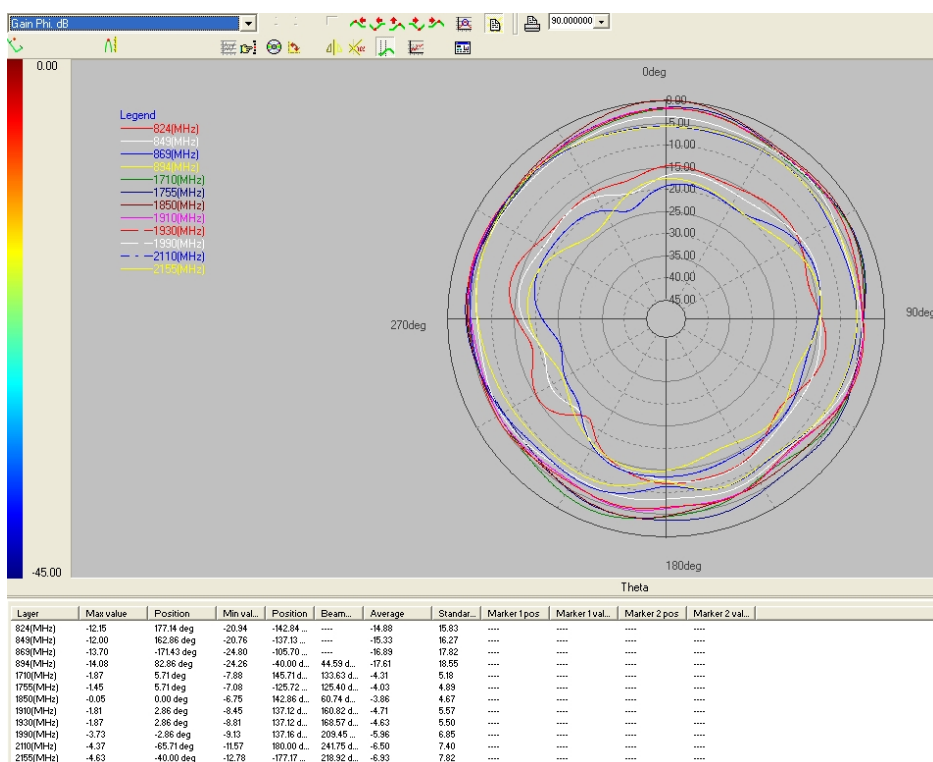 Gain Phi, dB
90.000000
0.00
0deg
Legend
824(MHz)
849(MHz)
869(MHz)
894(MHz)
1710(MHz)
1755(MHz)
1850(MHz)
1910(MHz)
1930(MHz)
1990(MHz)
2110(MHz)
2155(MHz)
0.00
-5.00
-10.00
-15.00
-20.00
-25.00
-30.00
-35.00
-40.00
-45.00
270deg
90deg
180deg
-45.00
Theta
Layer Max value Position Min val... Position Beam... Average Standar... Marker 1 pos Marker 1 val... Marker 2 pos Marker 2 val...
824(MHz) -12.15 177.14 deg -20.94 -142.84 ... ---- -14.88 15.83 ---- ---- ---- ----
849(MHz) -12.00 162.86 deg -20.76 -137.13 ... ---- -15.33 16.27 ---- ---- ---- ----
869(MHz) -13.70 -171.43 deg -24.80 -105.70 ... ---- -16.89 17.82 ---- ---- ---- ----
894(MHz) -14.08 82.86 deg -24.26 -40.00 d... 44.59 d... -17.61 18.55 ---- ---- ---- ----
1710(MHz) -1.87 5.71 deg -7.88 145.71 d... 133.63 d... -4.31 5.18 ---- ---- ---- ----
1755(MHz) -1.45 5.71 deg -7.08 -125.72 ... 125.40 d... -4.03 4.89 ---- ---- ---- ----
1850(MHz) -0.05 0.00 deg -6.75 142.86 d... 60.74 d... -3.86 4.67 ---- ---- ---- ----
1910(MHz) -1.81 2.86 deg -8.45 137.12 d... 160.82 d... -4.71 5.57 ---- ---- ---- ----
1930(MHz) -1.87 2.86 deg -8.81 137.12 d... 168.57 d... -4.63 5.50 ---- ---- ---- ----
1990(MHz) -3.73 -2.86 deg -9.13 137.16 d... 209.45 ... -5.96 6.85 ---- ---- ---- ----
2110(MHz) -4.37 -65.71 deg -11.57 180.00 d... 241.75 d... -6.50 7.40 ---- ---- ---- ----
2155(MHz) -4.63 -40.00 deg -12.78 -177.17 ... 218.92 d... -6.93 7.82 ---- ---- ---- ----